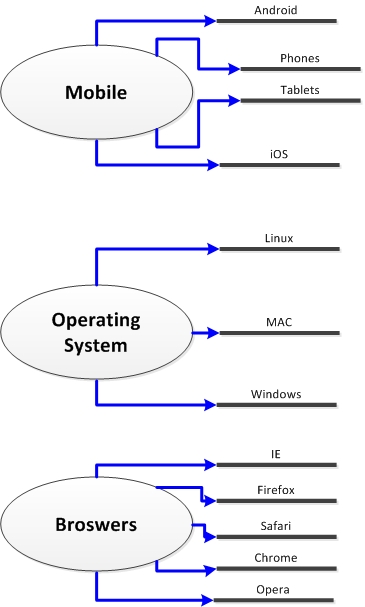 Android
Phones
Mobile
Tablets
iOS
Linux
Operating
System
MAC
Windows
IE
Firefox
Broswers
Safari
Chrome
Opera